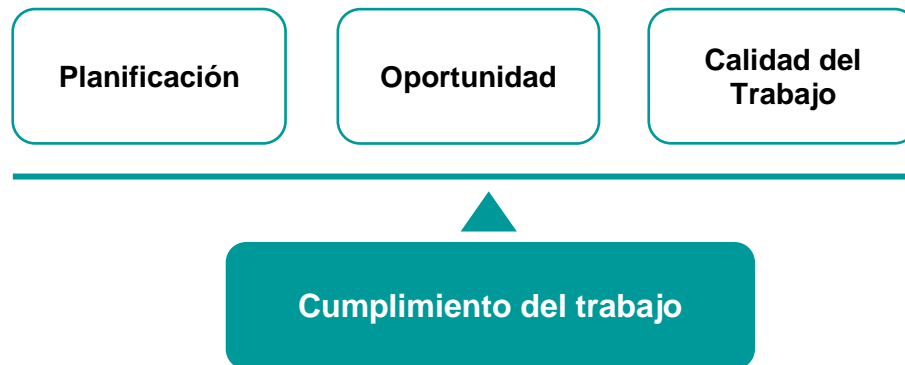 Planificación
Oportunidad
Calidad del
Trabajo
Cumplimiento del trabajo